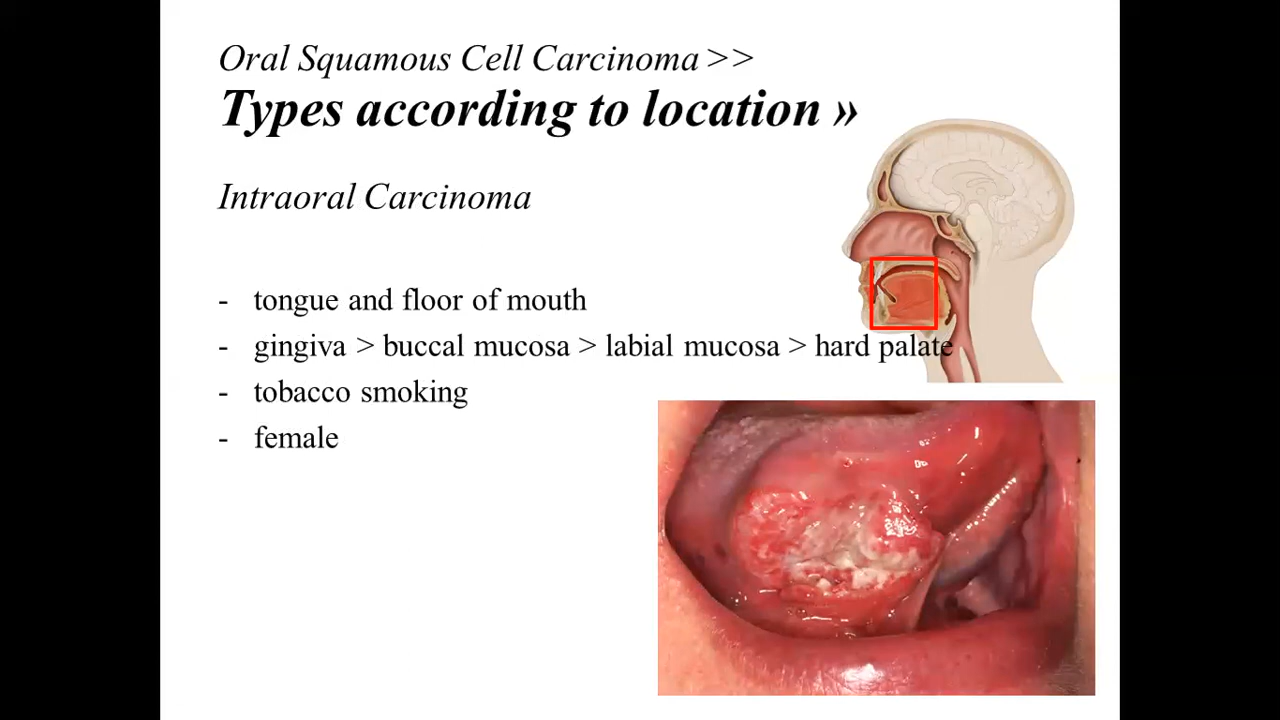 Oral Squamous Cell Carcinoma >>
Types according to location »
Intraoral Carcinoma
- tongue and floor of mouth
- gingiva > buccal mucosa > labial mucosa > hard palate
- tobacco smoking
- female